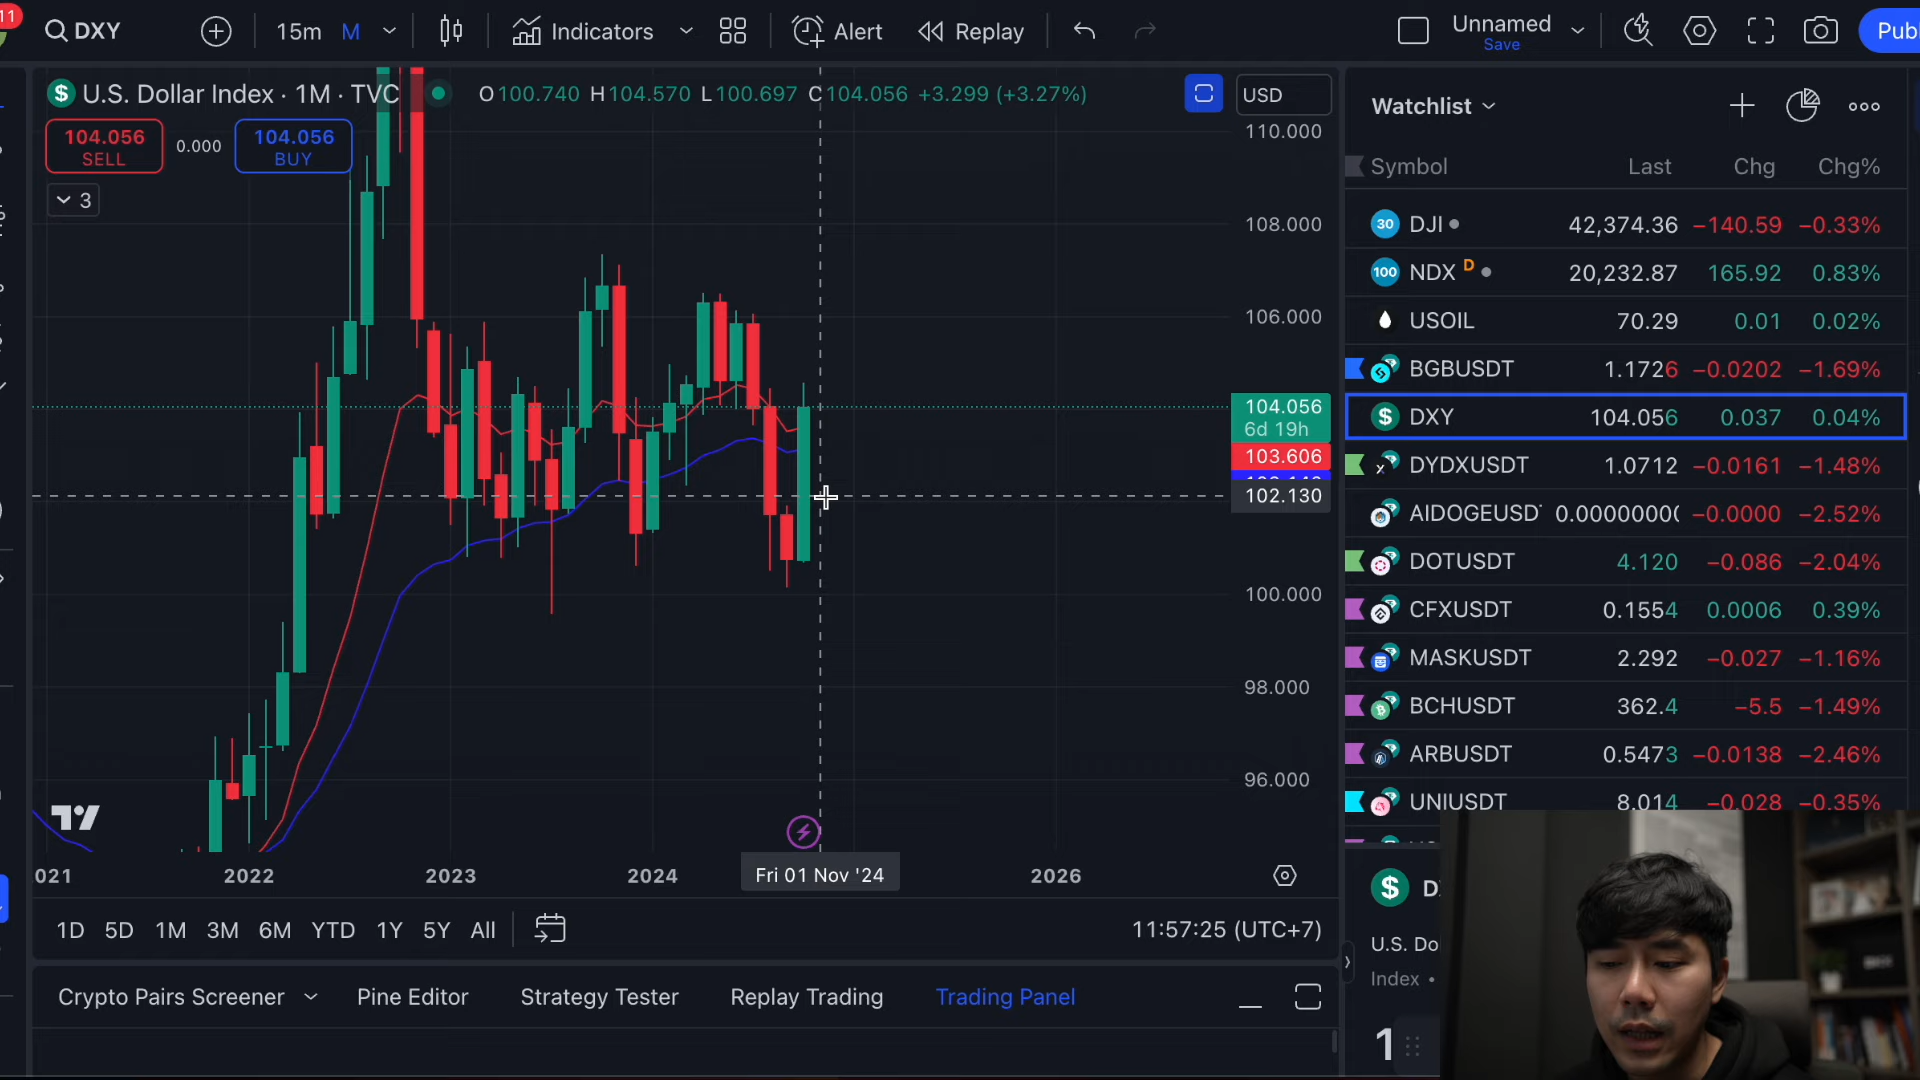 11
DXY
15m M
Indicators
Alert
Replay
Unnamed
Save
Publ
$ U.S. Dollar Index · 1M · TVC
O100.740 H104.570 L100.697 C104.056 +3.299 (+3.27%)
USD
104.056
SELL
0.000
104.056
BUY
3
110.000
108.000
106.000
104.056
6d 19h
103.606
102.130
100.000
98.000
96.000
021 2022 2023 2024 Fri 01 Nov '24 2026
1D 5D 1M 3M 6M YTD 1Y 5Y All
11:57:25 (UTC+7)
Crypto Pairs Screener Pine Editor Strategy Tester Replay Trading Trading Panel
Watchlist
Symbol Last Chg Chg%
30 DJI 42,374.36 −140.59 −0.33%
100 NDX D 20,232.87 165.92 0.83%
USOIL 70.29 0.01 0.02%
BGBUSDT 1.1726 −0.0202 −1.69%
$ DXY 104.056 0.037 0.04%
DYDXUSDT 1.0712 −0.0161 −1.48%
AIDOGEUSD 0.00000000 −0.0000 −2.52%
DOTUSDT 4.120 −0.086 −2.04%
CFXUSDT 0.1554 0.0006 0.39%
MASKUSDT 2.292 −0.027 −1.16%
BCHUSDT 362.4 −5.5 −1.49%
ARBUSDT 0.5473 −0.0138 −2.46%
UNIUSDT 8.014 −0.028 −0.35%
$ D
U.S. Do
Index •
1